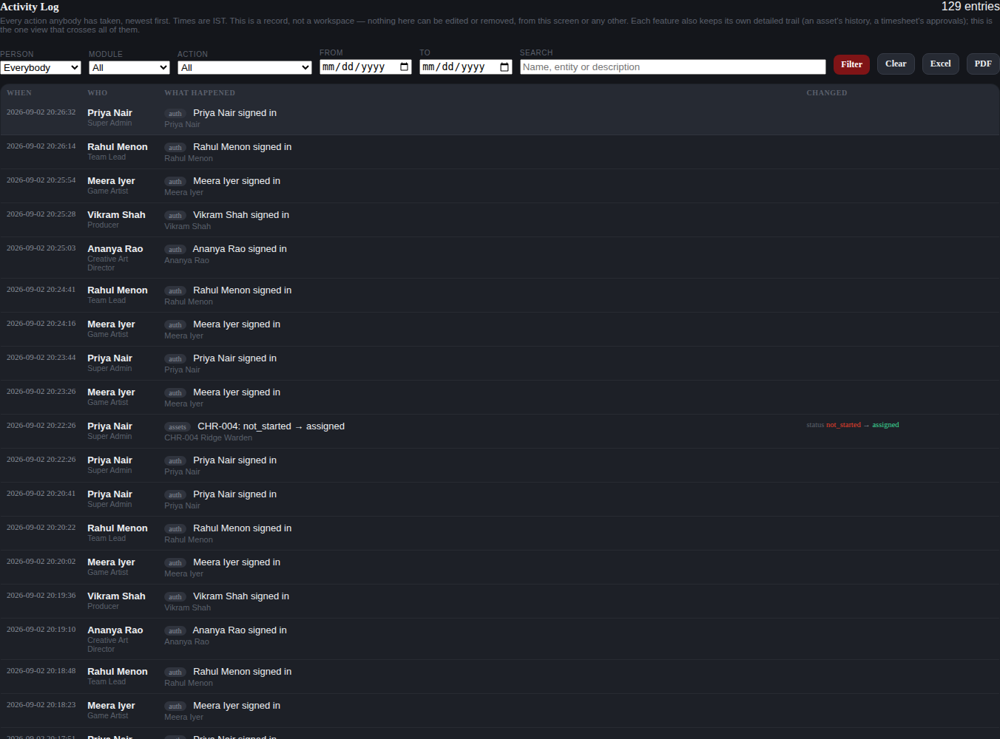 Activity Log
129 entries
Every action anybody has taken, newest first. Times are IST. This is a record, not a workspace — nothing here can be edited or removed, from this screen or any other. Each feature also keeps its own detailed trail (an asset's history, a timesheet's approvals); this is
the one view that crosses all of them.
PERSON MODULE ACTION FROM TO SEARCH
Everybody All All mm/dd/yyyy mm/dd/yyyy Name, entity or description Filter Clear Excel PDF
WHEN WHO WHAT HAPPENED CHANGED
2026-09-02 20:26:32 Priya Nair auth Priya Nair signed in
Super Admin Priya Nair
2026-09-02 20:26:14 Rahul Menon auth Rahul Menon signed in
Team Lead Rahul Menon
2026-09-02 20:25:54 Meera Iyer auth Meera Iyer signed in
Game Artist Meera Iyer
2026-09-02 20:25:28 Vikram Shah auth Vikram Shah signed in
Producer Vikram Shah
2026-09-02 20:25:03 Ananya Rao auth Ananya Rao signed in
Creative Art Ananya Rao
Director
2026-09-02 20:24:41 Rahul Menon auth Rahul Menon signed in
Team Lead Rahul Menon
2026-09-02 20:24:16 Meera Iyer auth Meera Iyer signed in
Game Artist Meera Iyer
2026-09-02 20:23:44 Priya Nair auth Priya Nair signed in
Super Admin Priya Nair
2026-09-02 20:23:26 Meera Iyer auth Meera Iyer signed in
Game Artist Meera Iyer
2026-09-02 20:22:26 Priya Nair assets CHR-004: not_started → assigned status not_started → assigned
Super Admin CHR-004 Ridge Warden
2026-09-02 20:22:26 Priya Nair auth Priya Nair signed in
Super Admin Priya Nair
2026-09-02 20:20:41 Priya Nair auth Priya Nair signed in
Super Admin Priya Nair
2026-09-02 20:20:22 Rahul Menon auth Rahul Menon signed in
Team Lead Rahul Menon
2026-09-02 20:20:02 Meera Iyer auth Meera Iyer signed in
Game Artist Meera Iyer
2026-09-02 20:19:36 Vikram Shah auth Vikram Shah signed in
Producer Vikram Shah
2026-09-02 20:19:10 Ananya Rao auth Ananya Rao signed in
Creative Art Ananya Rao
Director
2026-09-02 20:18:48 Rahul Menon auth Rahul Menon signed in
Team Lead Rahul Menon
2026-09-02 20:18:23 Meera Iyer auth Meera Iyer signed in
Game Artist Meera Iyer
2026-09-02 20:17:51 Priya Nair auth Priya Nair signed in